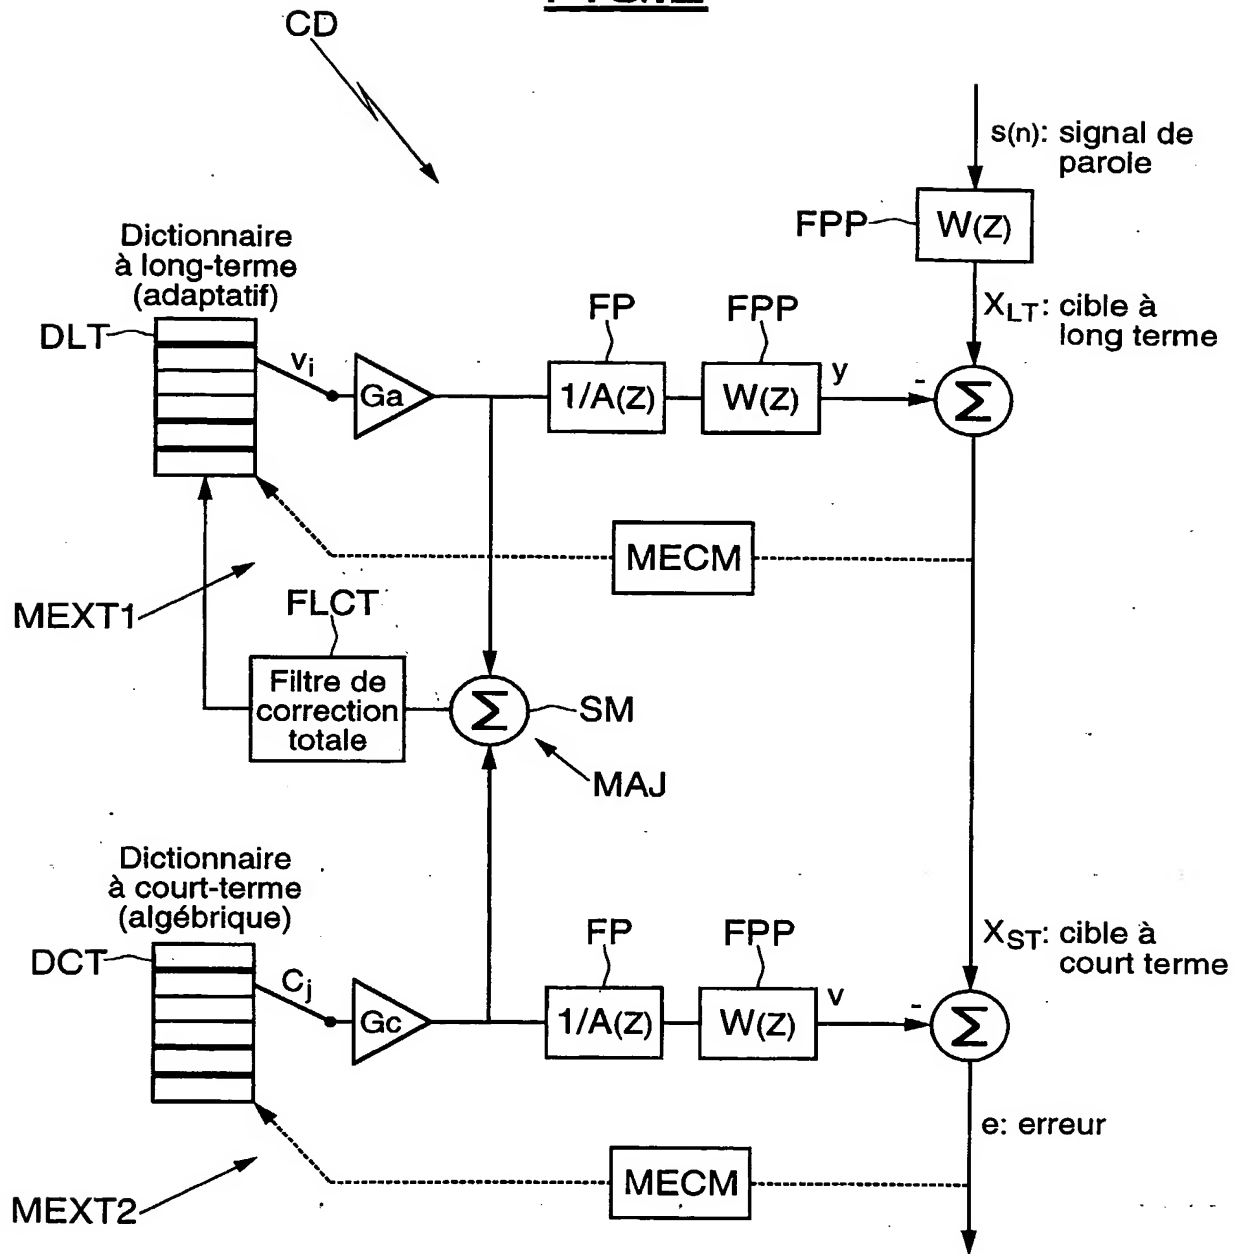 CD
s(n): signal de
parole
FPP
W(Z)
Dictionnaire
à long-terme
(adaptatif)
DLT
vi
Ga
FP
1/A(Z)
FPP
W(Z)
y
-
Σ
XLT: cible à
long terme
MECM
MEXT1
FLCT
Filtre de
correction
totale
Σ
SM
MAJ
Dictionnaire
à court-terme
(algébrique)
DCT
Cj
Gc
FP
1/A(Z)
FPP
W(Z)
v
-
Σ
XST: cible à
court terme
e: erreur
MECM
MEXT2